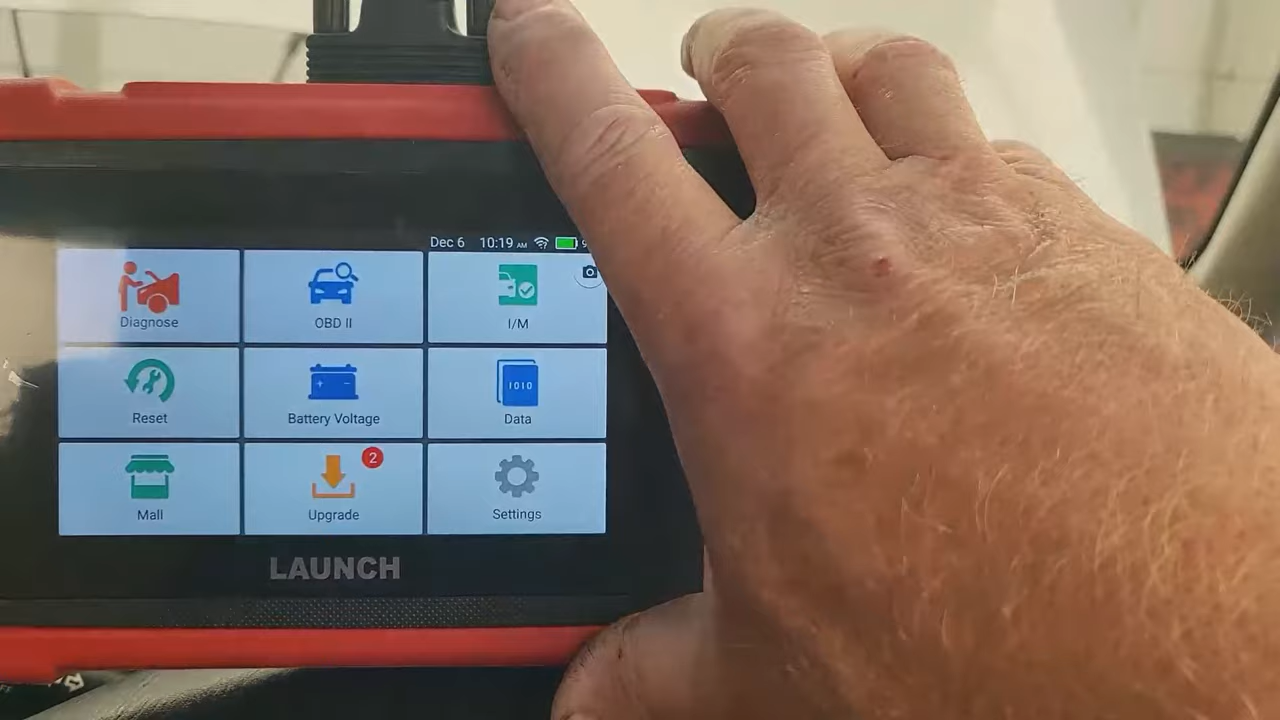 Dec 6 10:19 AM
Diagnose
OBD II
I/M
Reset
Battery Voltage
1010
Data
Mall
2
Upgrade
Settings
LAUNCH